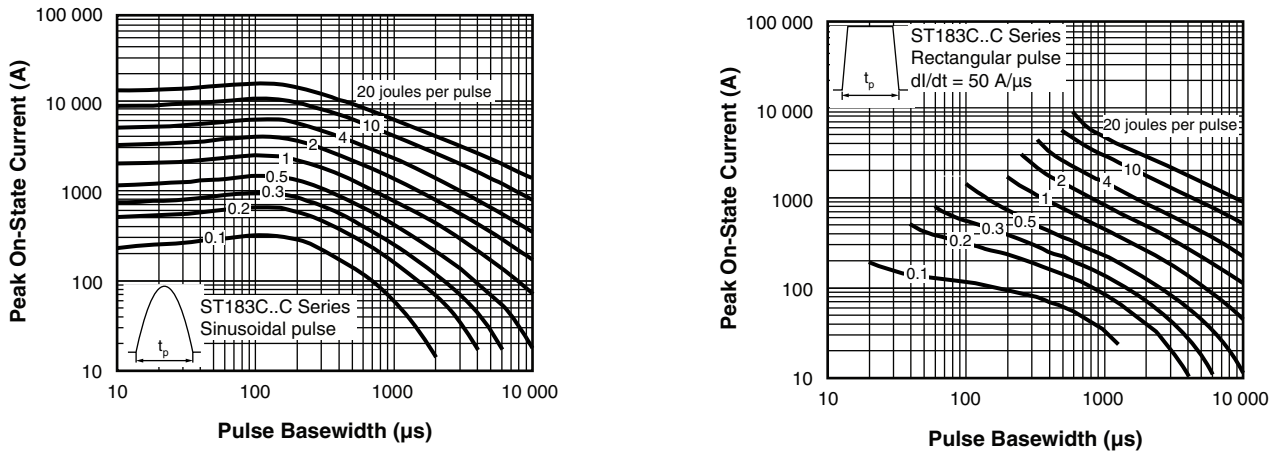 100 000
10 000
1000
100
10
10
100
1000
10 000
Peak On-State Current (A)
Pulse Basewidth (µs)
20 joules per pulse
10
4
2
1
0.5
0.3
0.2
0.1
ST183C..C Series
Sinusoidal pulse
tp
100 000
10 000
1000
100
10
10
100
1000
10 000
Peak On-State Current (A)
Pulse Basewidth (µs)
ST183C..C Series
Rectangular pulse
dI/dt = 50 A/µs
tp
20 joules per pulse
10
4
2
1
0.5
0.3
0.2
0.1